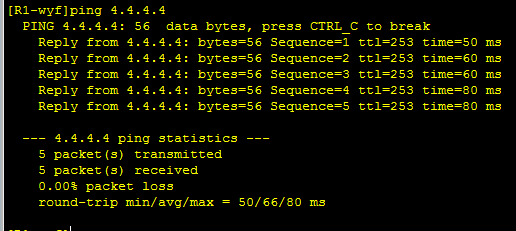 [R1-wyf]ping 4.4.4.4
PING 4.4.4.4: 56  data bytes, press CTRL_C to break
Reply from 4.4.4.4: bytes=56 Sequence=1 ttl=253 time=50 ms
Reply from 4.4.4.4: bytes=56 Sequence=2 ttl=253 time=60 ms
Reply from 4.4.4.4: bytes=56 Sequence=3 ttl=253 time=60 ms
Reply from 4.4.4.4: bytes=56 Sequence=4 ttl=253 time=80 ms
Reply from 4.4.4.4: bytes=56 Sequence=5 ttl=253 time=80 ms
--- 4.4.4.4 ping statistics ---
5 packet(s) transmitted
5 packet(s) received
0.00% packet loss
round-trip min/avg/max = 50/66/80 ms